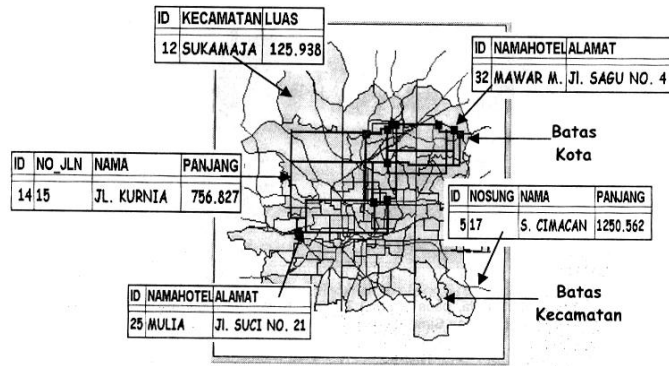 ID KECAMATAN LUAS
12 SUKAMAJA 125.938
ID NAMAHOTEL ALAMAT
32 MAWAR M. Jl. SAGU NO. 4
Batas
Kota
ID NO_JLN NAMA PANJANG
14 15 JL. KURNIA 756.827
ID NOSUNG NAMA PANJANG
5 17 S. CIMACAN 1250.562
ID NAMAHOTEL ALAMAT
25 MULIA Jl. SUCI NO. 21
Batas
Kecamatan